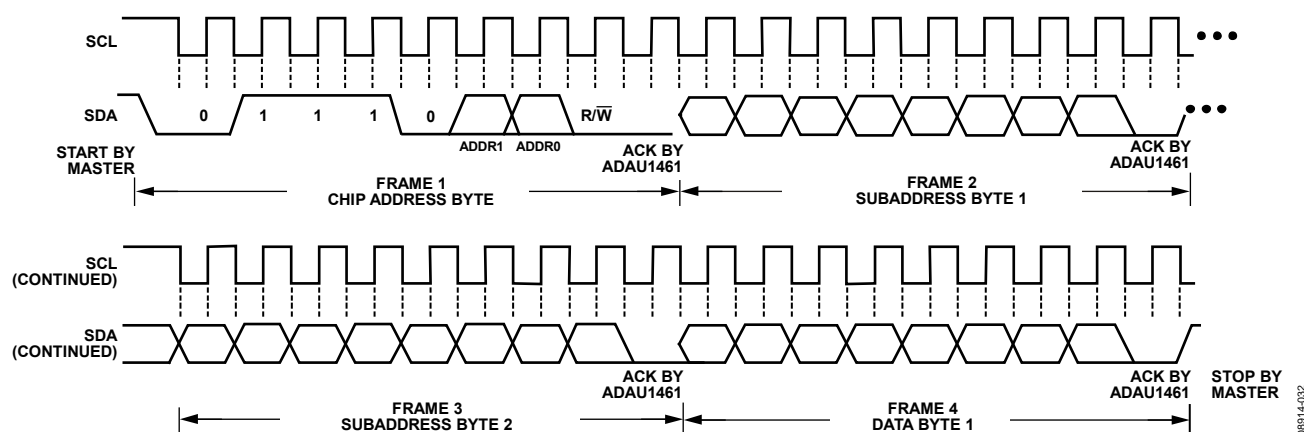 SCL
SDA
0 1 1 1 0 R/W̅
ADDR1 ADDR0
START BY
MASTER
ACK BY
ADAU1461
ACK BY
ADAU1461
FRAME 1
CHIP ADDRESS BYTE
FRAME 2
SUBADDRESS BYTE 1
SCL
(CONTINUED)
SDA
(CONTINUED)
ACK BY
ADAU1461
ACK BY
ADAU1461
STOP BY
MASTER
FRAME 3
SUBADDRESS BYTE 2
FRAME 4
DATA BYTE 1
08914-032